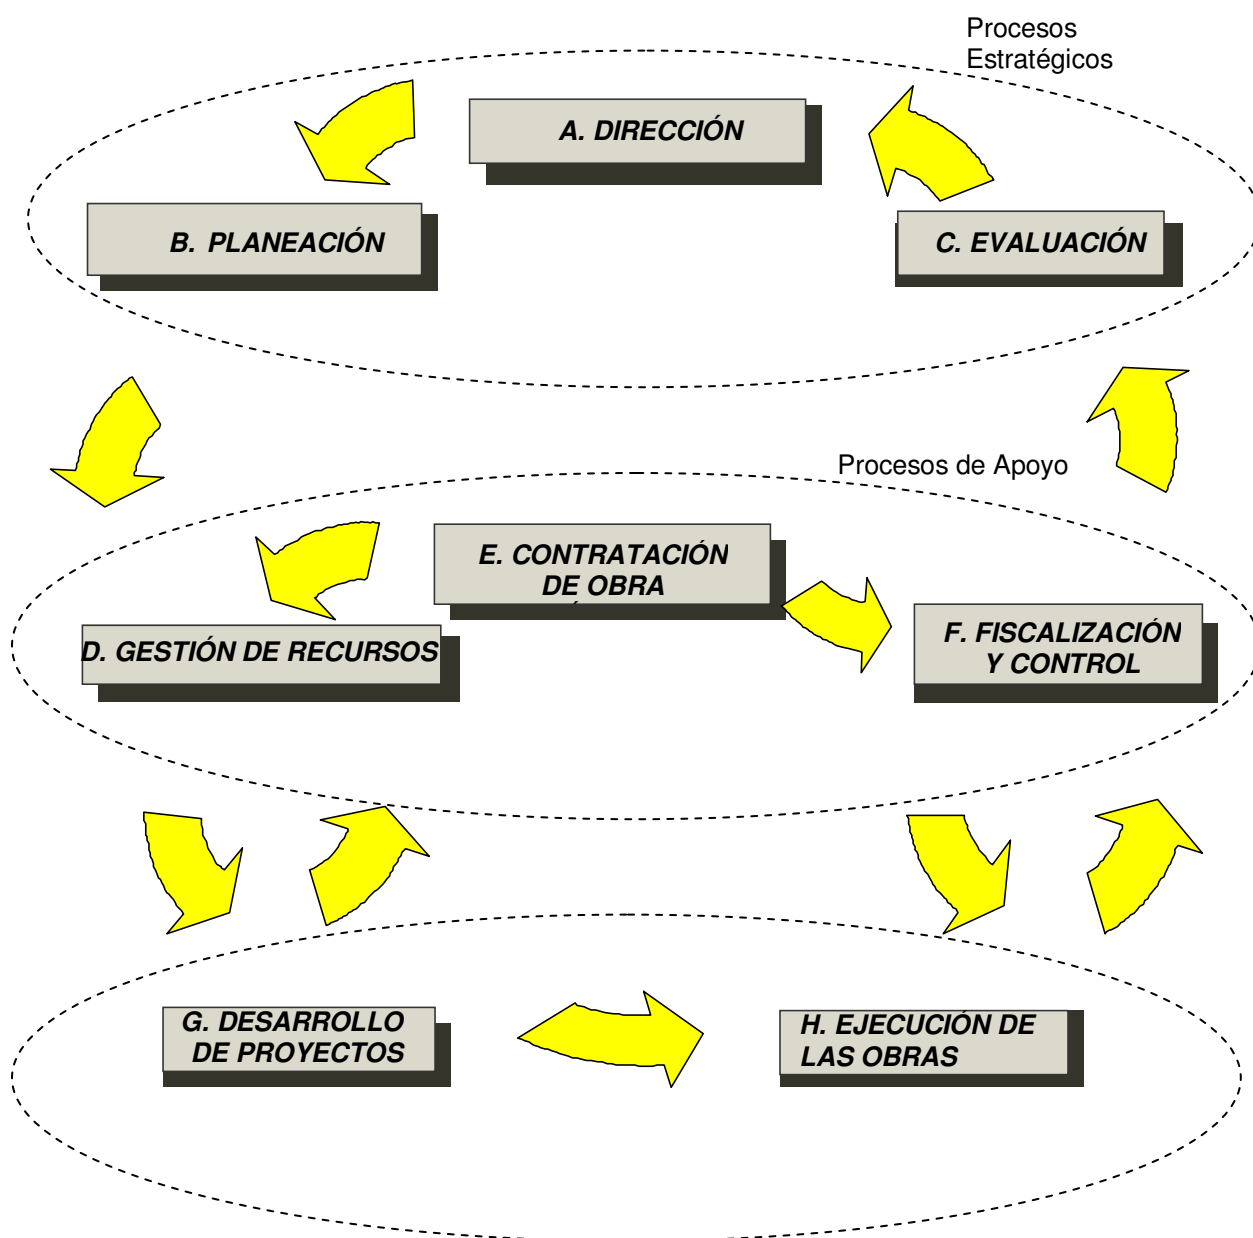 Procesos
Estratégicos
A. DIRECCIÓN
B. PLANEACIÓN
C. EVALUACIÓN
Procesos de Apoyo
E. CONTRATACIÓN
DE OBRA
D. GESTIÓN DE RECURSOS
F. FISCALIZACIÓN
Y CONTROL
G. DESARROLLO
DE PROYECTOS
H. EJECUCIÓN DE
LAS OBRAS